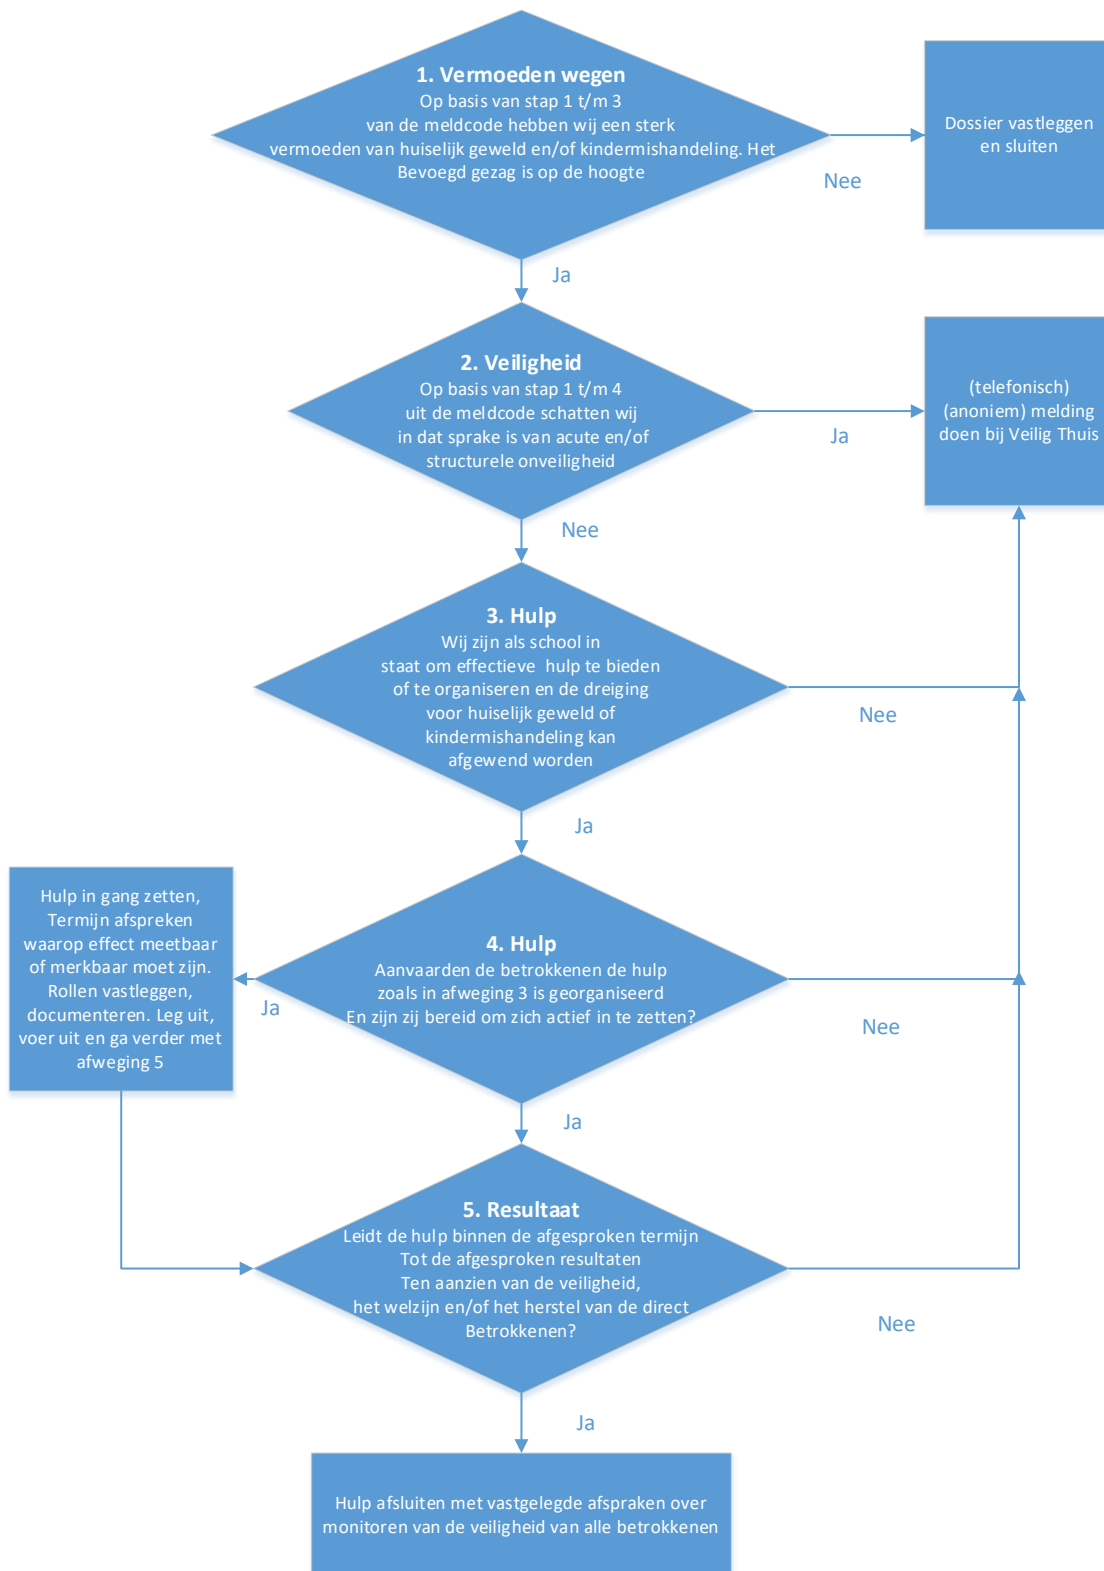 1. Vermoeden wegen
Op basis van stap 1 t/m 3
van de meldcode hebben wij een sterk
vermoeden van huiselijk geweld en/of kindermishandeling. Het
Bevoegd gezag is op de hoogte
Nee
Dossier vastleggen
en sluiten
Ja
2. Veiligheid
Op basis van stap 1 t/m 4
uit de meldcode schatten wij
in dat sprake is van acute en/of
structurele onveiligheid
Ja
(telefonisch)
(anoniem) melding
doen bij Veilig Thuis
Nee
3. Hulp
Wij zijn als school in
staat om effectieve hulp te bieden
of te organiseren en de dreiging
voor huiselijk geweld of
kindermishandeling kan
afgewend worden
Nee
Ja
4. Hulp
Aanvaarden de betrokkenen de hulp
zoals in afweging 3 is georganiseerd
En zijn zij bereid om zich actief in te zetten?
Nee
Ja
Hulp in gang zetten,
Termijn afspreken
waarop effect meetbaar
of merkbaar moet zijn.
Rollen vastleggen,
documenteren. Leg uit,
voer uit en ga verder met
afweging 5
Ja
5. Resultaat
Leidt de hulp binnen de afgesproken termijn
Tot de afgesproken resultaten
Ten aanzien van de veiligheid,
het welzijn en/of het herstel van de direct
Betrokkenen?
Nee
Ja
Hulp afsluiten met vastgelegde afspraken over
monitoren van de veiligheid van alle betrokkenen